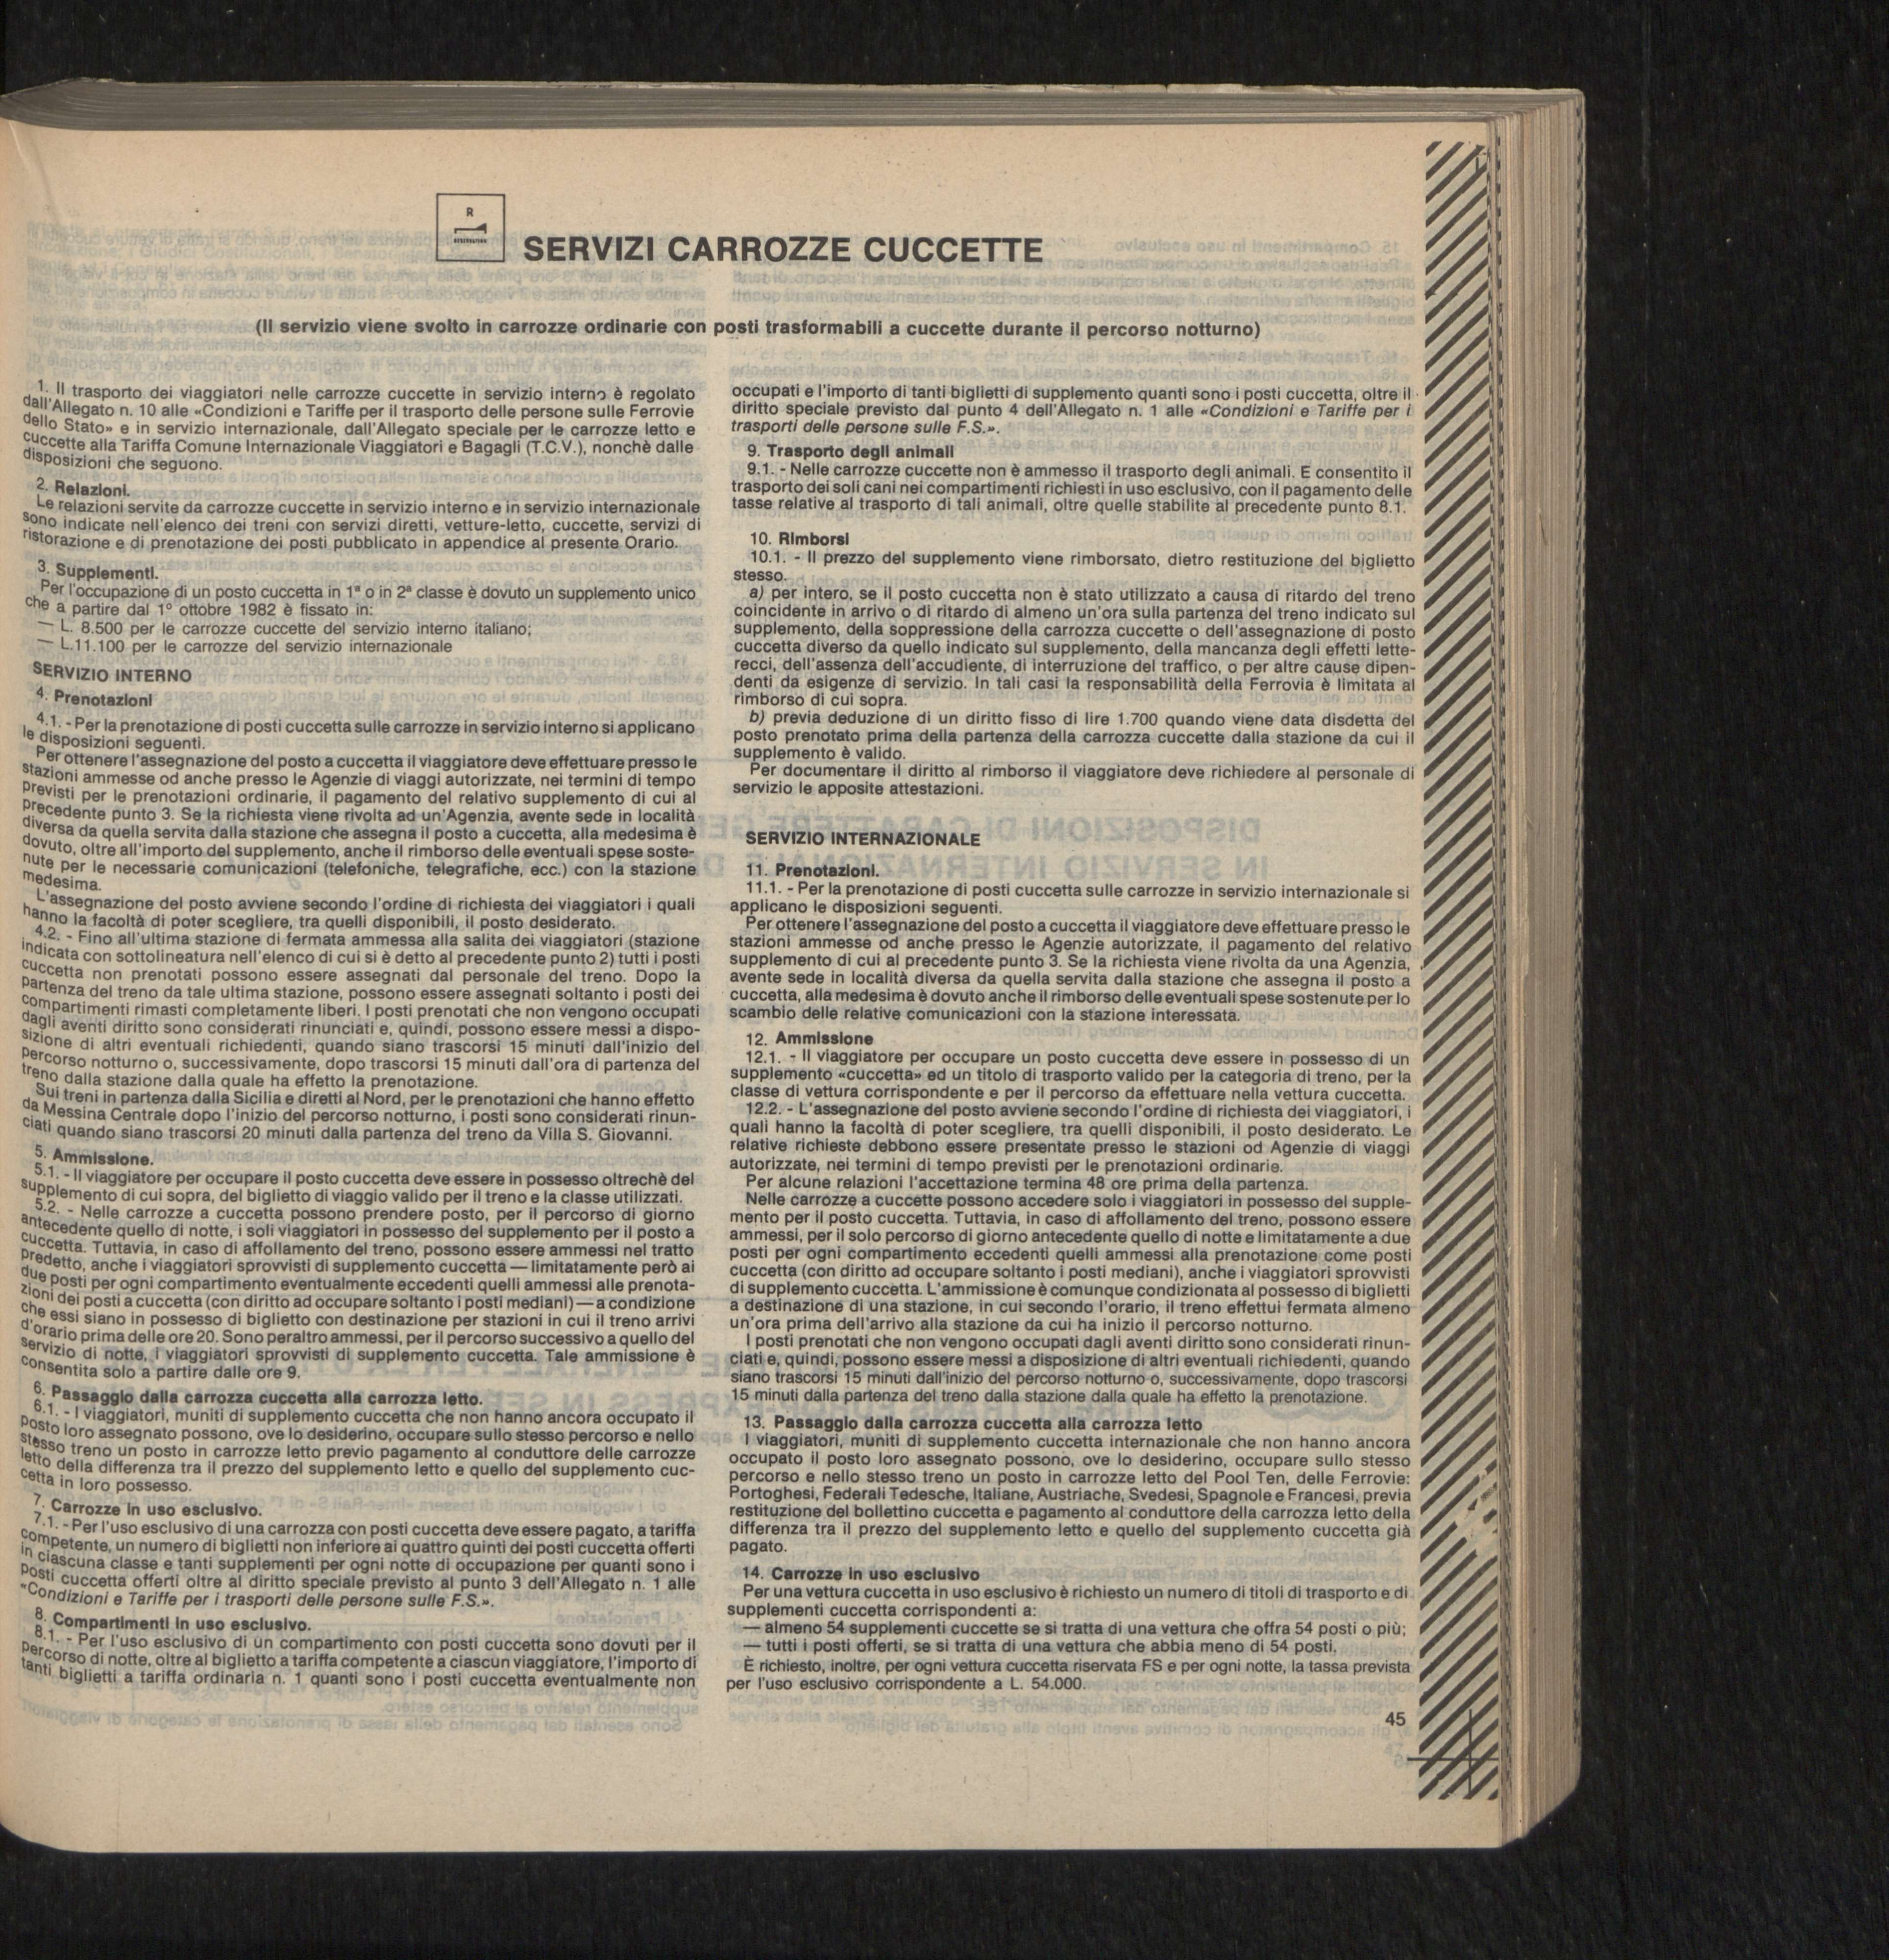 R
SERVIZI CARROZZE CUCCETTE
(Il servizio viene svolto in carrozze ordinarie con posti trasformabili a cuccette durante il percorso notturno)
1. Il trasporto dei viaggiatori nelle carrozze cuccette in servizio interno è regolato
dall'Allegato n. 10 alle «Condizioni e Tariffe per il trasporto delle persone sulle Ferrovie
dello Stato» e in servizio internazionale, dall'Allegato speciale per le carrozze letto e
cuccette alla Tariffa Comune Internazionale Viaggiatori e Bagagli (T.C.V.), nonchè dalle
disposizioni che seguono.
2. Relazioni.
Le relazioni servite da carrozze cuccette in servizio interno e in servizio internazionale
sono indicate nell'elenco dei treni con servizi diretti, vetture-letto, cuccette, servizi di
ristorazione e di prenotazione dei posti pubblicato in appendice al presente Orario.
3. Supplementi.
Per l'occupazione di un posto cuccetta in 1ª o in 2ª classe è dovuto un supplemento unico
che a partire dal 1° ottobre 1982 è fissato in:
— L. 8.500 per le carrozze cuccette del servizio interno italiano;
— L.11.100 per le carrozze del servizio internazionale
SERVIZIO INTERNO
4. Prenotazioni
4.1. - Per la prenotazione di posti cuccetta sulle carrozze in servizio interno si applicano
le disposizioni seguenti.
Per ottenere l'assegnazione del posto a cuccetta il viaggiatore deve effettuare presso le
stazioni ammesse od anche presso le Agenzie di viaggi autorizzate, nei termini di tempo
previsti per le prenotazioni ordinarie, il pagamento del relativo supplemento di cui al
precedente punto 3. Se la richiesta viene rivolta ad un'Agenzia, avente sede in località
diversa da quella servita dalla stazione che assegna il posto a cuccetta, alla medesima è
dovuto, oltre all'importo del supplemento, anche il rimborso delle eventuali spese soste-
nute per le necessarie comunicazioni (telefoniche, telegrafiche, ecc.) con la stazione
medesima.
L'assegnazione del posto avviene secondo l'ordine di richiesta dei viaggiatori i quali
hanno la facoltà di poter scegliere, tra quelli disponibili, il posto desiderato.
4.2. - Fino all'ultima stazione di fermata ammessa alla salita dei viaggiatori (stazione
indicata con sottolineatura nell'elenco di cui si è detto al precedente punto 2) tutti i posti
cuccetta non prenotati possono essere assegnati dal personale del treno. Dopo la
partenza del treno da tale ultima stazione, possono essere assegnati soltanto i posti dei
compartimenti rimasti completamente liberi. I posti prenotati che non vengono occupati
dagli aventi diritto sono considerati rinunciati e, quindi, possono essere messi a dispo-
sizione di altri eventuali richiedenti, quando siano trascorsi 15 minuti dall'inizio del
percorso notturno o, successivamente, dopo trascorsi 15 minuti dall'ora di partenza del
treno dalla stazione dalla quale ha effetto la prenotazione.
Sui treni in partenza dalla Sicilia e diretti al Nord, per le prenotazioni che hanno effetto
da Messina Centrale dopo l'inizio del percorso notturno, i posti sono considerati rinun-
ciati quando siano trascorsi 20 minuti dalla partenza del treno da Villa S. Giovanni.
5. Ammissione.
5.1. - Il viaggiatore per occupare il posto cuccetta deve essere in possesso oltrechè del
supplemento di cui sopra, del biglietto di viaggio valido per il treno e la classe utilizzati.
5.2. - Nelle carrozze a cuccetta possono prendere posto, per il percorso di giorno
antecedente quello di notte, i soli viaggiatori in possesso del supplemento per il posto a
cuccetta. Tuttavia, in caso di affollamento del treno, possono essere ammessi nel tratto
predetto, anche i viaggiatori sprovvisti di supplemento cuccetta — limitatamente però ai
due posti per ogni compartimento eventualmente eccedenti quelli ammessi alle prenota-
zioni dei posti a cuccetta (con diritto ad occupare soltanto i posti mediani) — a condizione
che essi siano in possesso di biglietto con destinazione per stazioni in cui il treno arrivi
d'orario prima delle ore 20. Sono peraltro ammessi, per il percorso successivo a quello del
servizio di notte, i viaggiatori sprovvisti di supplemento cuccetta. Tale ammissione è
consentita solo a partire dalle ore 9.
6. Passaggio dalla carrozza cuccetta alla carrozza letto.
6.1. - I viaggiatori, muniti di supplemento cuccetta che non hanno ancora occupato il
posto loro assegnato possono, ove lo desiderino, occupare sullo stesso percorso e nello
stesso treno un posto in carrozze letto previo pagamento al conduttore delle carrozze
letto della differenza tra il prezzo del supplemento letto e quello del supplemento cuc-
cetta in loro possesso.
7. Carrozze in uso esclusivo.
7.1. - Per l'uso esclusivo di una carrozza con posti cuccetta deve essere pagato, a tariffa
competente, un numero di biglietti non inferiore ai quattro quinti dei posti cuccetta offerti
in ciascuna classe e tanti supplementi per ogni notte di occupazione per quanti sono i
posti cuccetta offerti oltre al diritto speciale previsto al punto 3 dell'Allegato n. 1 alle
«Condizioni e Tariffe per i trasporti delle persone sulle F.S.».
8. Compartimenti in uso esclusivo.
8.1. - Per l'uso esclusivo di un compartimento con posti cuccetta sono dovuti per il
percorso di notte, oltre al biglietto a tariffa competente a ciascun viaggiatore, l'importo di
tanti biglietti a tariffa ordinaria n. 1 quanti sono i posti cuccetta eventualmente non
occupati e l'importo di tanti biglietti di supplemento quanti sono i posti cuccetta, oltre il
diritto speciale previsto dal punto 4 dell'Allegato n. 1 alle «Condizioni e Tariffe per i
trasporti delle persone sulle F.S.».
9. Trasporto degli animali
9.1. - Nelle carrozze cuccette non è ammesso il trasporto degli animali. E consentito il
trasporto dei soli cani nei compartimenti richiesti in uso esclusivo, con il pagamento delle
tasse relative al trasporto di tali animali, oltre quelle stabilite al precedente punto 8.1.
10. Rimborsi
10.1. - Il prezzo del supplemento viene rimborsato, dietro restituzione del biglietto
stesso.
a) per intero, se il posto cuccetta non è stato utilizzato a causa di ritardo del treno
coincidente in arrivo o di ritardo di almeno un'ora sulla partenza del treno indicato sul
supplemento, della soppressione della carrozza cuccette o dell'assegnazione di posto
cuccetta diverso da quello indicato sul supplemento, della mancanza degli effetti lette-
recci, dell'assenza dell'accudiente, di interruzione del traffico, o per altre cause dipen-
denti da esigenze di servizio. In tali casi la responsabilità della Ferrovia è limitata al
rimborso di cui sopra.
b) previa deduzione di un diritto fisso di lire 1.700 quando viene data disdetta del
posto prenotato prima della partenza della carrozza cuccette dalla stazione da cui il
supplemento è valido.
Per documentare il diritto al rimborso il viaggiatore deve richiedere al personale di
servizio le apposite attestazioni.
SERVIZIO INTERNAZIONALE
11. Prenotazioni.
11.1. - Per la prenotazione di posti cuccetta sulle carrozze in servizio internazionale si
applicano le disposizioni seguenti.
Per ottenere l'assegnazione del posto a cuccetta il viaggiatore deve effettuare presso le
stazioni ammesse od anche presso le Agenzie autorizzate, il pagamento del relativo
supplemento di cui al precedente punto 3. Se la richiesta viene rivolta da una Agenzia,
avente sede in località diversa da quella servita dalla stazione che assegna il posto a
cuccetta, alla medesima è dovuto anche il rimborso delle eventuali spese sostenute per lo
scambio delle relative comunicazioni con la stazione interessata.
12. Ammissione
12.1. - Il viaggiatore per occupare un posto cuccetta deve essere in possesso di un
supplemento «cuccetta» ed un titolo di trasporto valido per la categoria di treno, per la
classe di vettura corrispondente e per il percorso da effettuare nella vettura cuccetta.
12.2. - L'assegnazione del posto avviene secondo l'ordine di richiesta dei viaggiatori, i
quali hanno la facoltà di poter scegliere, tra quelli disponibili, il posto desiderato. Le
relative richieste debbono essere presentate presso le stazioni od Agenzie di viaggi
autorizzate, nei termini di tempo previsti per le prenotazioni ordinarie.
Per alcune relazioni l'accettazione termina 48 ore prima della partenza.
Nelle carrozze a cuccette possono accedere solo i viaggiatori in possesso del supple-
mento per il posto cuccetta. Tuttavia, in caso di affollamento del treno, possono essere
ammessi, per il solo percorso di giorno antecedente quello di notte e limitatamente a due
posti per ogni compartimento eccedenti quelli ammessi alla prenotazione come posti
cuccetta (con diritto ad occupare soltanto i posti mediani), anche i viaggiatori sprovvisti
di supplemento cuccetta. L'ammissione è comunque condizionata al possesso di biglietti
a destinazione di una stazione, in cui secondo l'orario, il treno effettui fermata almeno
un'ora prima dell'arrivo alla stazione da cui ha inizio il percorso notturno.
I posti prenotati che non vengono occupati dagli aventi diritto sono considerati rinun-
ciati e, quindi, possono essere messi a disposizione di altri eventuali richiedenti, quando
siano trascorsi 15 minuti dall'inizio del percorso notturno o, successivamente, dopo trascorsi
15 minuti dalla partenza del treno dalla stazione dalla quale ha effetto la prenotazione.
13. Passaggio dalla carrozza cuccetta alla carrozza letto
I viaggiatori, muniti di supplemento cuccetta internazionale che non hanno ancora
occupato il posto loro assegnato possono, ove lo desiderino, occupare sullo stesso
percorso e nello stesso treno un posto in carrozze letto del Pool Ten, delle Ferrovie:
Portoghesi, Federali Tedesche, Italiane, Austriache, Svedesi, Spagnole e Francesi, previa
restituzione del bollettino cuccetta e pagamento al conduttore della carrozza letto della
differenza tra il prezzo del supplemento letto e quello del supplemento cuccetta già
pagato.
14. Carrozze in uso esclusivo
Per una vettura cuccetta in uso esclusivo è richiesto un numero di titoli di trasporto e di
supplementi cuccetta corrispondenti a:
— almeno 54 supplementi cuccette se si tratta di una vettura che offra 54 posti o più;
— tutti i posti offerti, se si tratta di una vettura che abbia meno di 54 posti.
È richiesto, inoltre, per ogni vettura cuccetta riservata FS e per ogni notte, la tassa prevista
per l'uso esclusivo corrispondente a L. 54.000.
45